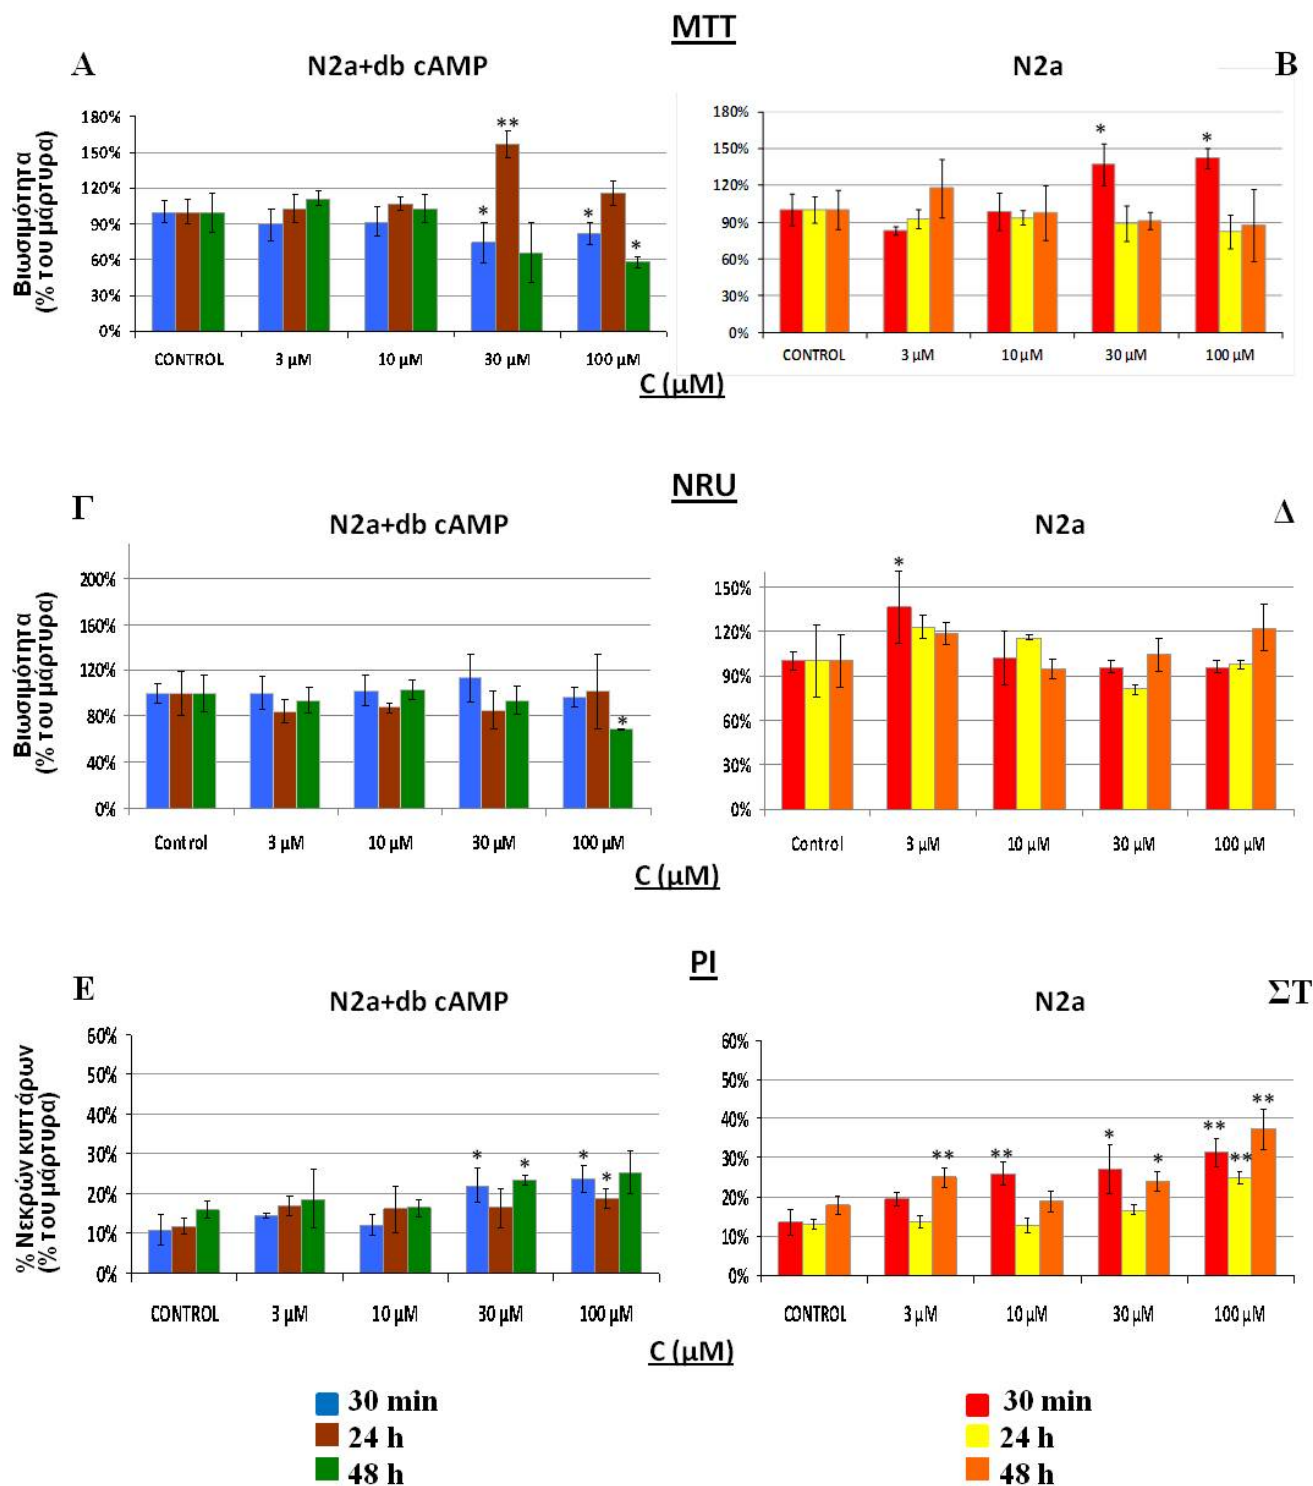 MTT
A
N2a+db cAMP
N2a
B
Βιωσιμότητα
(% του μάρτυρα)
180%
150%
120%
90%
60%
30%
0%
*
**
*
*
CONTROL
3 μM
10 μM
30 μM
100 μM
180%
150%
120%
90%
60%
30%
0%
*
*
CONTROL
3 μM
10 μM
30 μM
100 μM
C (μM)
NRU
Γ
N2a+db cAMP
N2a
Δ
Βιωσιμότητα
(% του μάρτυρα)
200%
160%
120%
80%
40%
0%
*
Control
3 μM
10 μM
30 μM
100 μM
150%
120%
90%
60%
30%
0%
*
Control
3 μM
10 μM
30 μM
100 μM
C (μM)
PI
E
N2a+db cAMP
N2a
ΣΤ
% Νεκρών κυττάρων
(% του μάρτυρα)
60%
50%
40%
30%
20%
10%
0%
*
*
*
*
CONTROL
3 μM
10 μM
30 μM
100 μM
60%
50%
40%
30%
20%
10%
0%
**
**
*
*
**
**
**
CONTROL
3 μM
10 μM
30 μM
100 μM
C (μM)
30 min
24 h
48 h
30 min
24 h
48 h